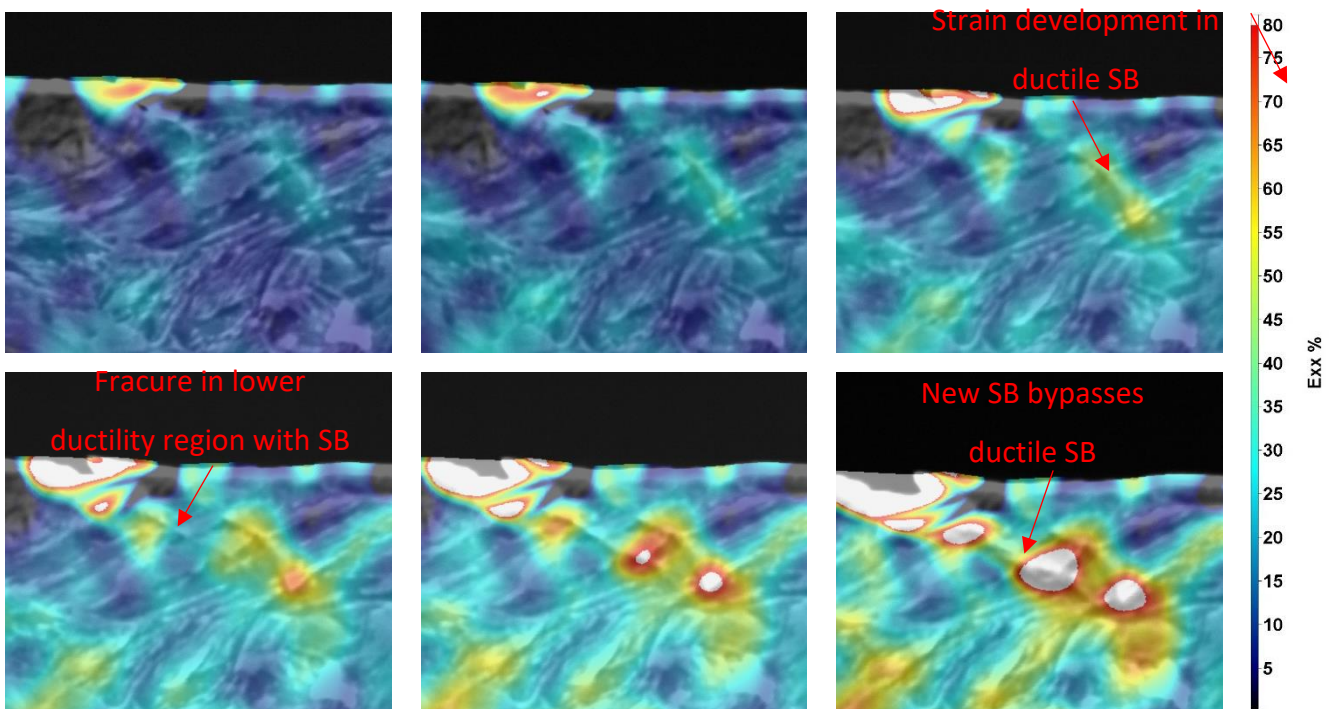 Strain development in
ductile SB
Fracure in lower
ductility region with SB
New SB bypasses
ductile SB
80
75
70
65
60
55
50
45
40
35
30
25
20
15
10
5
Exx %